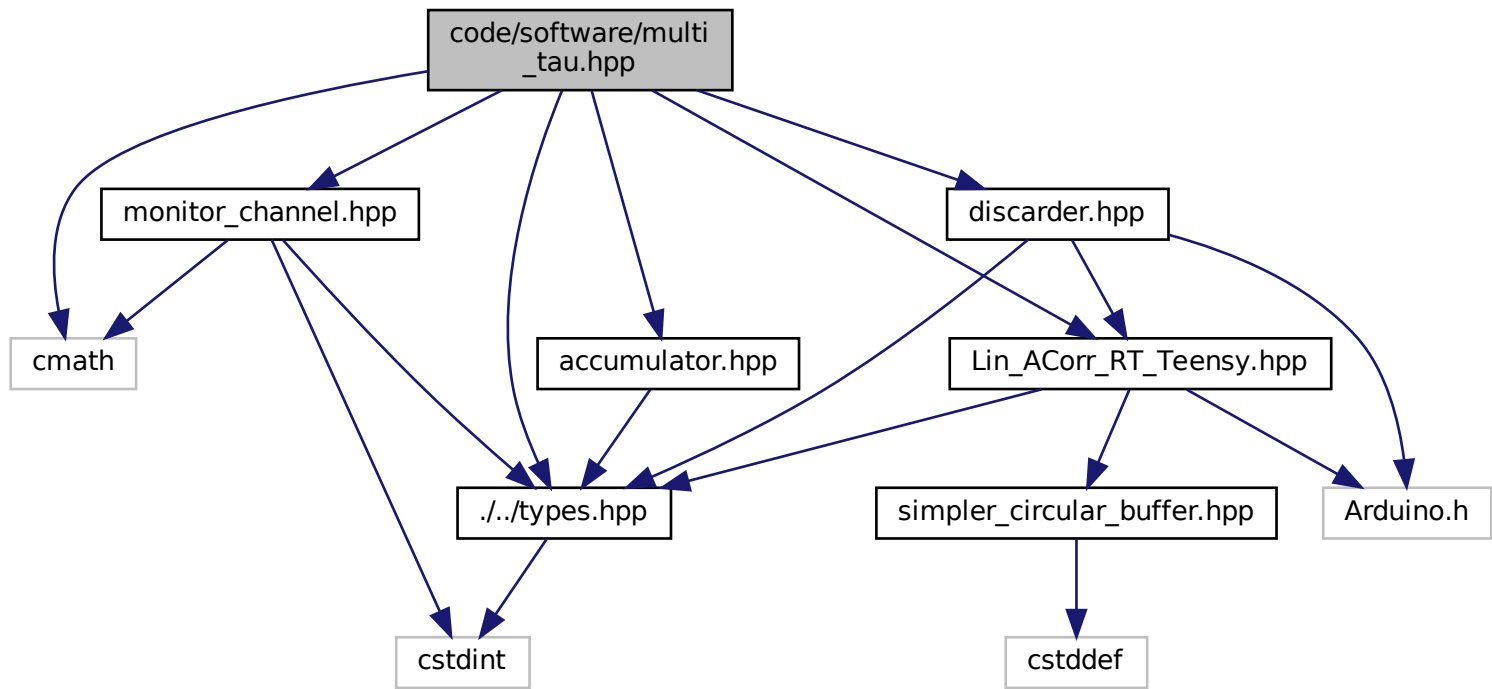 code/software/multi
_tau.hpp
monitor_channel.hpp
discarder.hpp
cmath
accumulator.hpp
Lin_ACorr_RT_Teensy.hpp
./../types.hpp
simpler_circular_buffer.hpp
Arduino.h
cstdint
cstddef